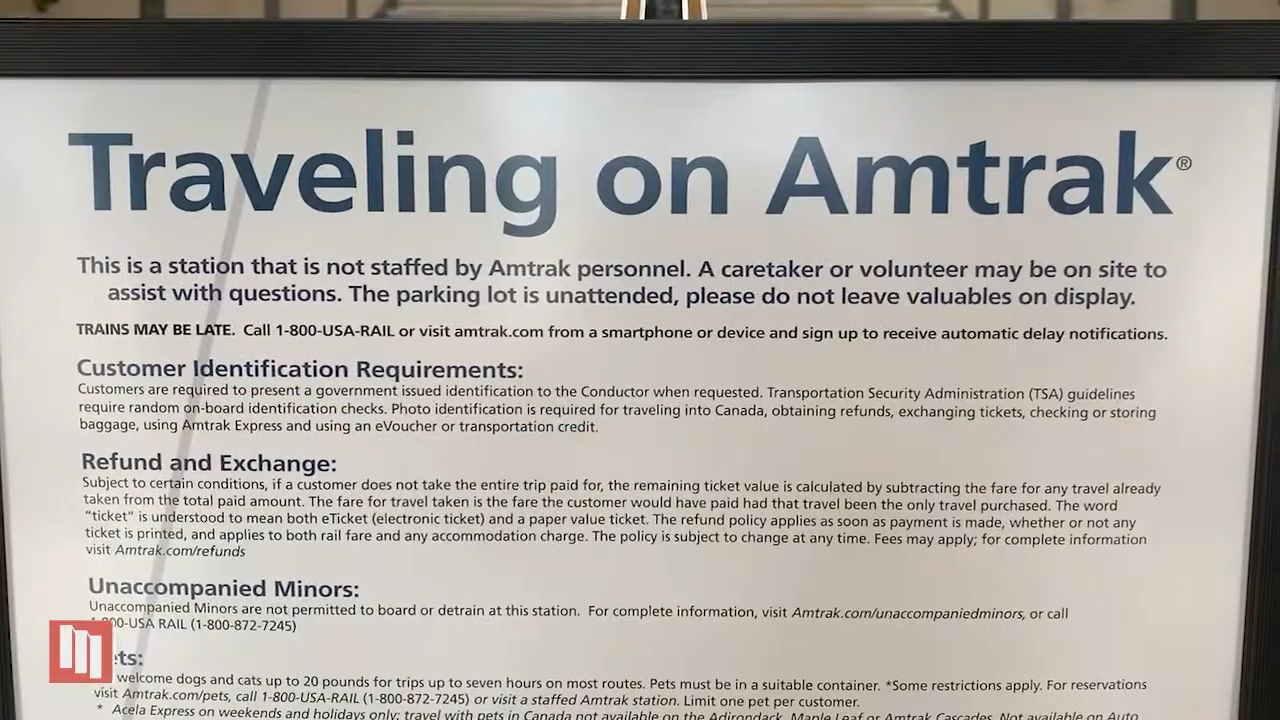 Traveling on Amtrak®
This is a station that is not staffed by Amtrak personnel. A caretaker or volunteer may be on site to
assist with questions. The parking lot is unattended, please do not leave valuables on display.
TRAINS MAY BE LATE. Call 1-800-USA-RAIL or visit amtrak.com from a smartphone or device and sign up to receive automatic delay notifications.
Customer Identification Requirements:
Customers are required to present a government issued identification to the Conductor when requested. Transportation Security Administration (TSA) guidelines
require random on-board identification checks. Photo identification is required for traveling into Canada, obtaining refunds, exchanging tickets, checking or storing
baggage, using Amtrak Express and using an eVoucher or transportation credit.
Refund and Exchange:
Subject to certain conditions, if a customer does not take the entire trip paid for, the remaining ticket value is calculated by subtracting the fare for any travel already
taken from the total paid amount. The fare for travel taken is the fare the customer would have paid had that travel been the only travel purchased. The word
“ticket” is understood to mean both eTicket (electronic ticket) and a paper value ticket. The refund policy applies as soon as payment is made, whether or not any
ticket is printed, and applies to both rail fare and any accommodation charge. The policy is subject to change at any time. Fees may apply; for complete information
visit Amtrak.com/refunds
Unaccompanied Minors:
Unaccompanied Minors are not permitted to board or detrain at this station. For complete information, visit Amtrak.com/unaccompaniedminors, or call
00-USA RAIL (1-800-872-7245)
ets:
welcome dogs and cats up to 20 pounds for trips up to seven hours on most routes. Pets must be in a suitable container. *Some restrictions apply. For reservations
visit Amtrak.com/pets, call 1-800-USA-RAIL (1-800-872-7245) or visit a staffed Amtrak station. Limit one pet per customer.
* Acela Express on weekends and holidays only; travel with pets in Canada not available on the Adirondack, Maple Leaf or Amtrak Cascades. Not available on Auto